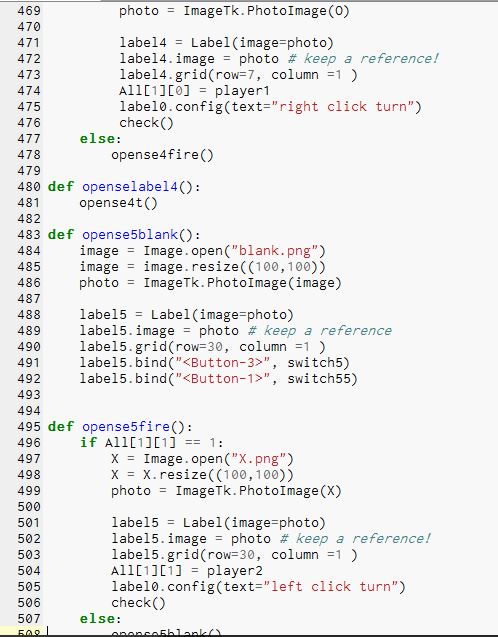 469 photo = ImageTk.PhotoImage(O)
470
471 label4 = Label(image=photo)
472 label4.image = photo # keep a reference!
473 label4.grid(row=7, column =1 )
474 All[1][0] = player1
475 label0.config(text="right click turn")
476 check()
477 else:
478 opense4fire()
479
480 def openselabel4():
481 opense4t()
482
483 def opense5blank():
484 image = Image.open("blank.png")
485 image = image.resize((100,100))
486 photo = ImageTk.PhotoImage(image)
487
488 label5 = Label(image=photo)
489 label5.image = photo # keep a reference
490 label5.grid(row=30, column =1 )
491 label5.bind("<Button-3>", switch5)
492 label5.bind("<Button-1>", switch55)
493
494
495 def opense5fire():
496 if All[1][1] == 1:
497 X = Image.open("X.png")
498 X = X.resize((100,100))
499 photo = ImageTk.PhotoImage(X)
500
501 label5 = Label(image=photo)
502 label5.image = photo # keep a reference!
503 label5.grid(row=30, column =1 )
504 All[1][1] = player2
505 label0.config(text="left click turn")
506 check()
507 else:
508 opense5blank()